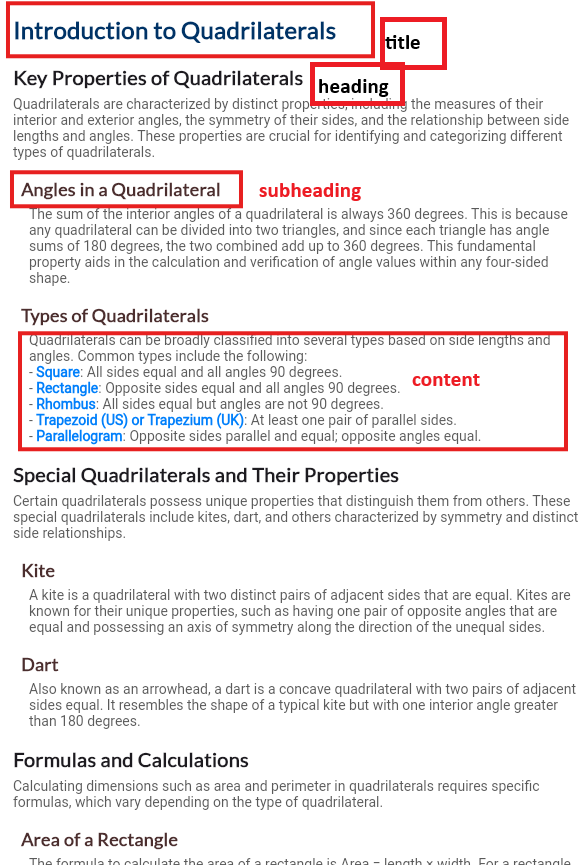 Introduction to Quadrilaterals
title
Key Properties of Quadrilaterals
heading
Quadrilaterals are characterized by distinct properties, including the measures of their
interior and exterior angles, the symmetry of their sides, and the relationship between side
lengths and angles. These properties are crucial for identifying and categorizing different
types of quadrilaterals.
Angles in a Quadrilateral
subheading
The sum of the interior angles of a quadrilateral is always 360 degrees. This is because
any quadrilateral can be divided into two triangles, and since each triangle has angle
sums of 180 degrees, the two combined add up to 360 degrees. This fundamental
property aids in the calculation and verification of angle values within any four-sided
shape.
Types of Quadrilaterals
Quadrilaterals can be broadly classified into several types based on side lengths and
angles. Common types include the following:
- Square: All sides equal and all angles 90 degrees.
content
- Rectangle: Opposite sides equal and all angles 90 degrees.
- Rhombus: All sides equal but angles are not 90 degrees.
- Trapezoid (US) or Trapezium (UK): At least one pair of parallel sides.
- Parallelogram: Opposite sides parallel and equal; opposite angles equal.
Special Quadrilaterals and Their Properties
Certain quadrilaterals possess unique properties that distinguish them from others. These
special quadrilaterals include kites, dart, and others characterized by symmetry and distinct
side relationships.
Kite
A kite is a quadrilateral with two distinct pairs of adjacent sides that are equal. Kites are
known for their unique properties, such as having one pair of opposite angles that are
equal and possessing an axis of symmetry along the direction of the unequal sides.
Dart
Also known as an arrowhead, a dart is a concave quadrilateral with two pairs of adjacent
sides equal. It resembles the shape of a typical kite but with one interior angle greater
than 180 degrees.
Formulas and Calculations
Calculating dimensions such as area and perimeter in quadrilaterals requires specific
formulas, which vary depending on the type of quadrilateral.
Area of a Rectangle
The formula to calculate the area of a rectangle is Area = length × width. For a rectangle